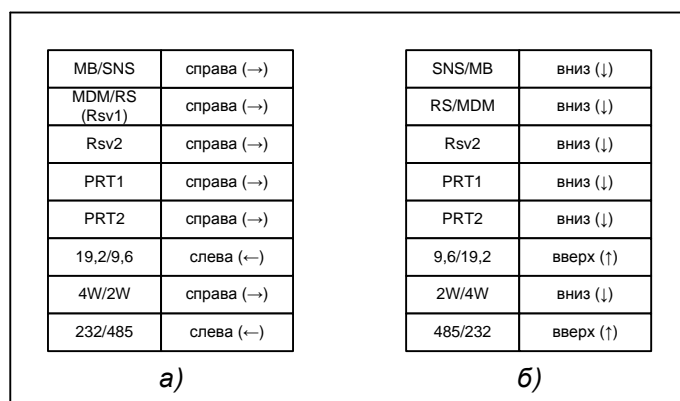 MB/SNS справа (→)
MDM/RS
(Rsv1) справа (→)
Rsv2 справа (→)
PRT1 справа (→)
PRT2 справа (→)
19,2/9,6 слева (←)
4W/2W справа (→)
232/485 слева (←)
а)
SNS/MB вниз (↓)
RS/MDM вниз (↓)
Rsv2 вниз (↓)
PRT1 вниз (↓)
PRT2 вниз (↓)
9,6/19,2 вверх (↑)
2W/4W вниз (↓)
485/232 вверх (↑)
б)